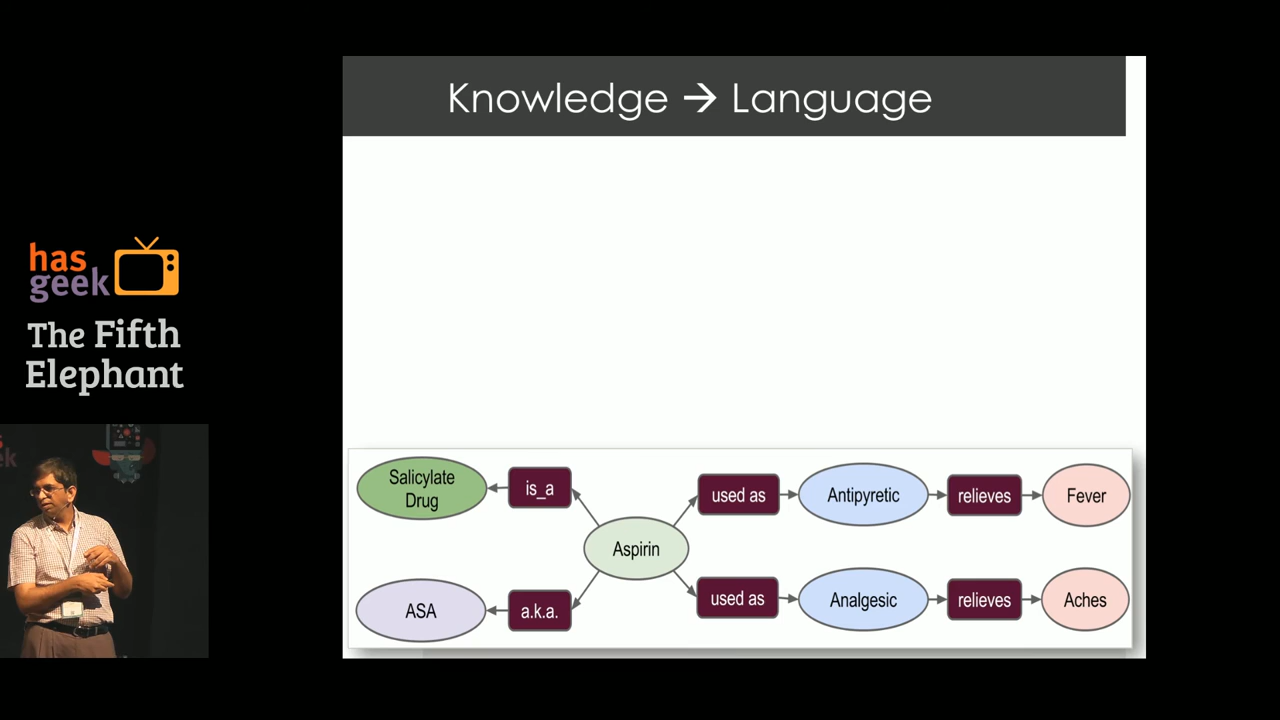 Knowledge → Language
has
geek
The Fifth
Elephant
Salicylate
Drug
is_a
used as
Antipyretic
relieves
Fever
Aspirin
ASA
a.k.a.
used as
Analgesic
relieves
Aches